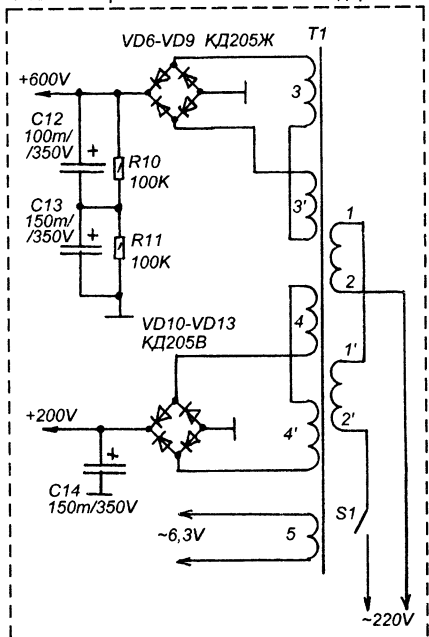 T1
VD6-VD9 КД205Ж
+600V
3
C12
100m/
/350V
+
R10
100K
3'
C13
150m/
/350V
+
R11
100K
1
2
VD10-VD13
КД205В
4
1'
2'
+200V
4'
+
C14
150m/350V
~6,3V
5
S1
~220V